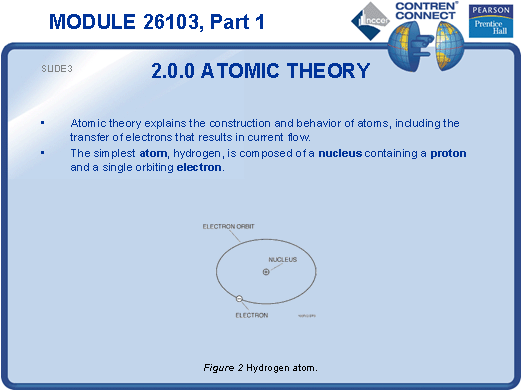 MODULE 26103, Part 1
nccer
CONTREN®
CONNECT
PEARSON
Prentice
Hall
SLIDE 3
2.0.0 ATOMIC THEORY
• Atomic theory explains the construction and behavior of atoms, including the
transfer of electrons that results in current flow.
• The simplest atom, hydrogen, is composed of a nucleus containing a proton
and a single orbiting electron.
ELECTRON ORBIT
NUCLEUS
ELECTRON
Figure 2 Hydrogen atom.